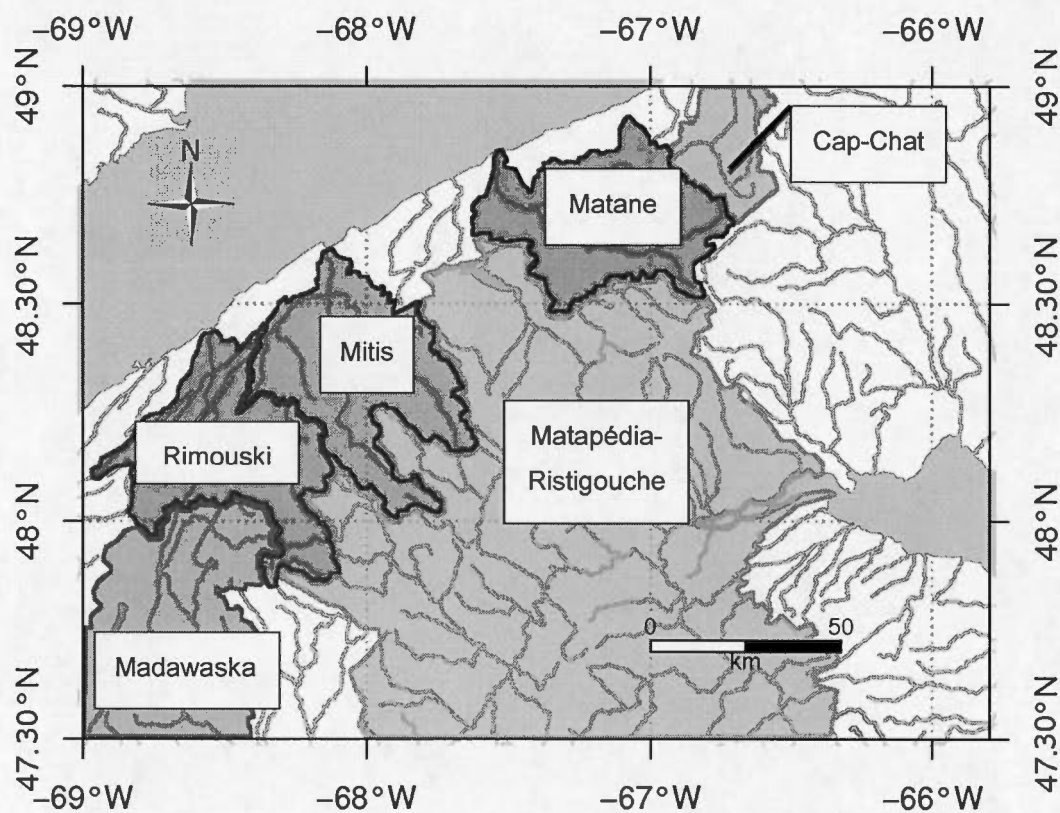 −69°W −68°W −67°W −66°W
49°N 49°N
N
Cap-Chat
Matane
48.30°N 48.30°N
Mitis
Matapédia-
Ristigouche
Rimouski
48°N 48°N
0 50
km
Madawaska
47.30°N 47.30°N
−69°W −68°W −67°W −66°W